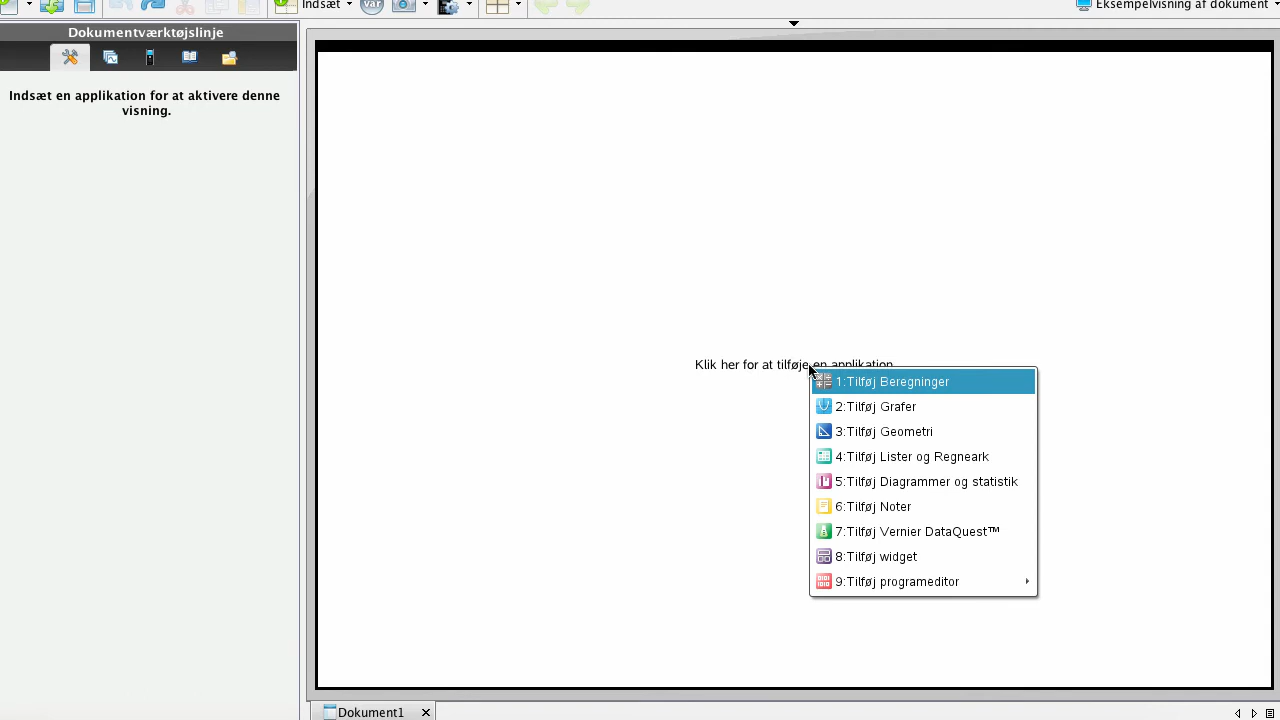 Indsæt
var
Eksempelvisning af dokument
Dokumentværktøjslinje
Indsæt en applikation for at aktivere denne
visning.
Klik her for at tilføje en applikation
1:Tilføj Beregninger
2:Tilføj Grafer
3:Tilføj Geometri
4:Tilføj Lister og Regneark
5:Tilføj Diagrammer og statistik
6:Tilføj Noter
7:Tilføj Vernier DataQuest™
8:Tilføj widget
9:Tilføj programeditor
Dokument1